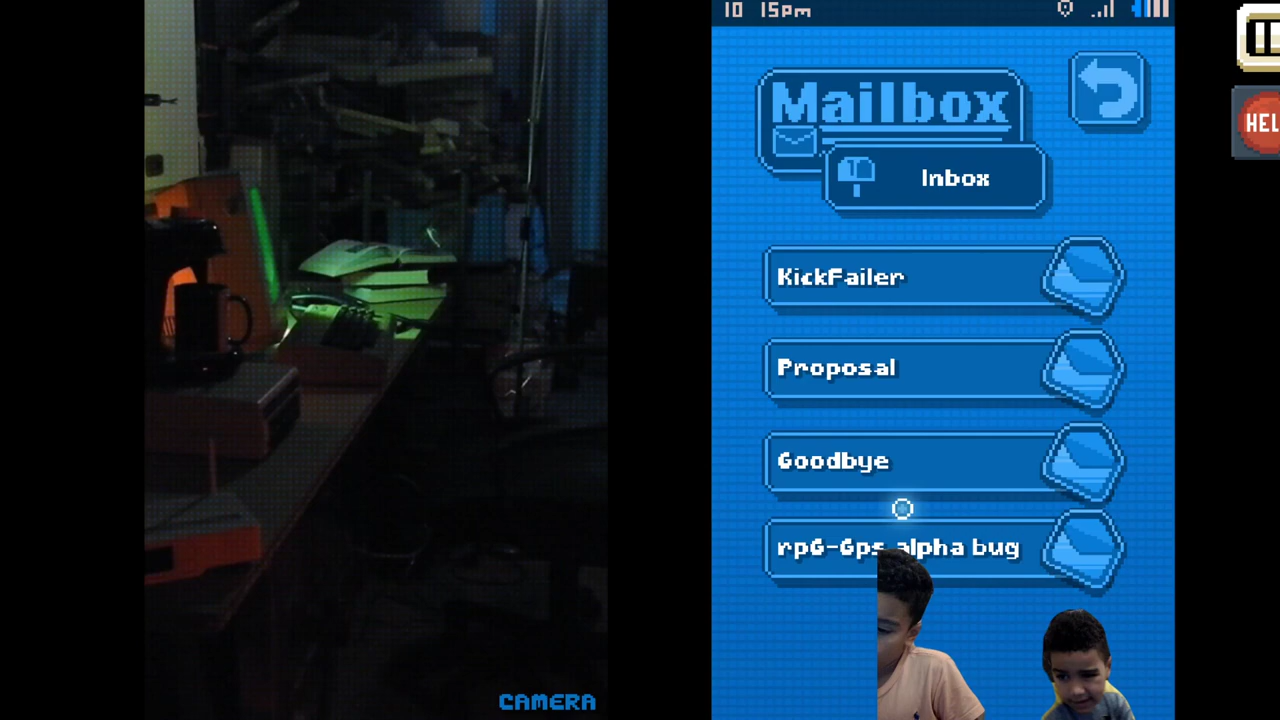 10 15pm
Mailbox
Inbox
KickFailer
Proposal
Goodbye
rpG-Gps alpha bug
HEL
CAMERA